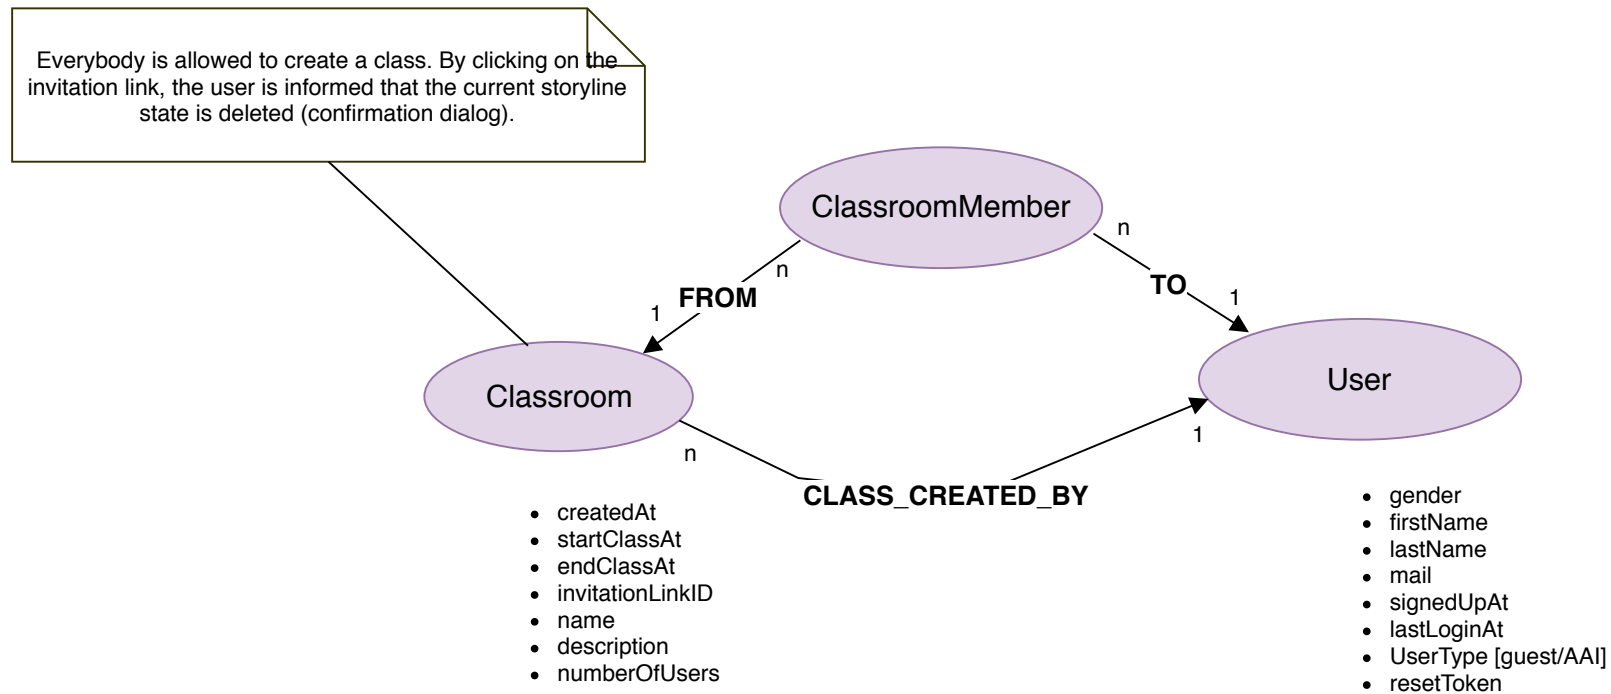 Everybody is allowed to create a class. By clicking on the
invitation link, the user is informed that the current storyline
state is deleted (confirmation dialog).
ClassroomMember
n
n
FROM
TO
1
1
Classroom
User
n
1
CLASS_CREATED_BY
• createdAt
• startClassAt
• endClassAt
• invitationLinkID
• name
• description
• numberOfUsers
• gender
• firstName
• lastName
• mail
• signedUpAt
• lastLoginAt
• UserType [guest/AAI]
• resetToken